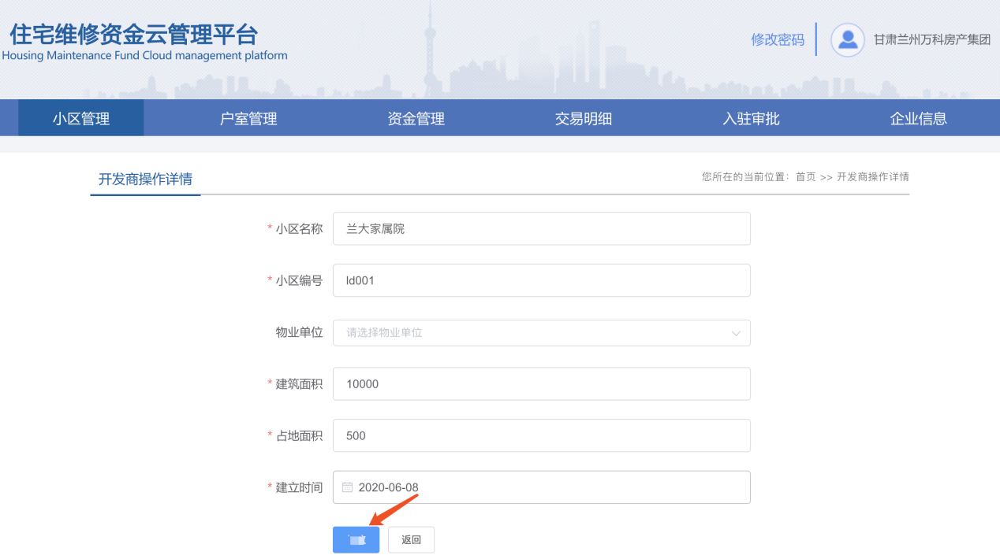 住宅维修资金云管理平台
Housing Maintenance Fund Cloud management platform
修改密码
甘肃兰州万科房产集团
小区管理 户室管理 资金管理 交易明细 入驻审批 企业信息
开发商操作详情
您所在的当前位置：首页 >> 开发商操作详情
* 小区名称 兰大家属院
* 小区编号 ld001
物业单位 请选择物业单位
* 建筑面积 10000
* 占地面积 500
* 建立时间 2020-06-08
返回